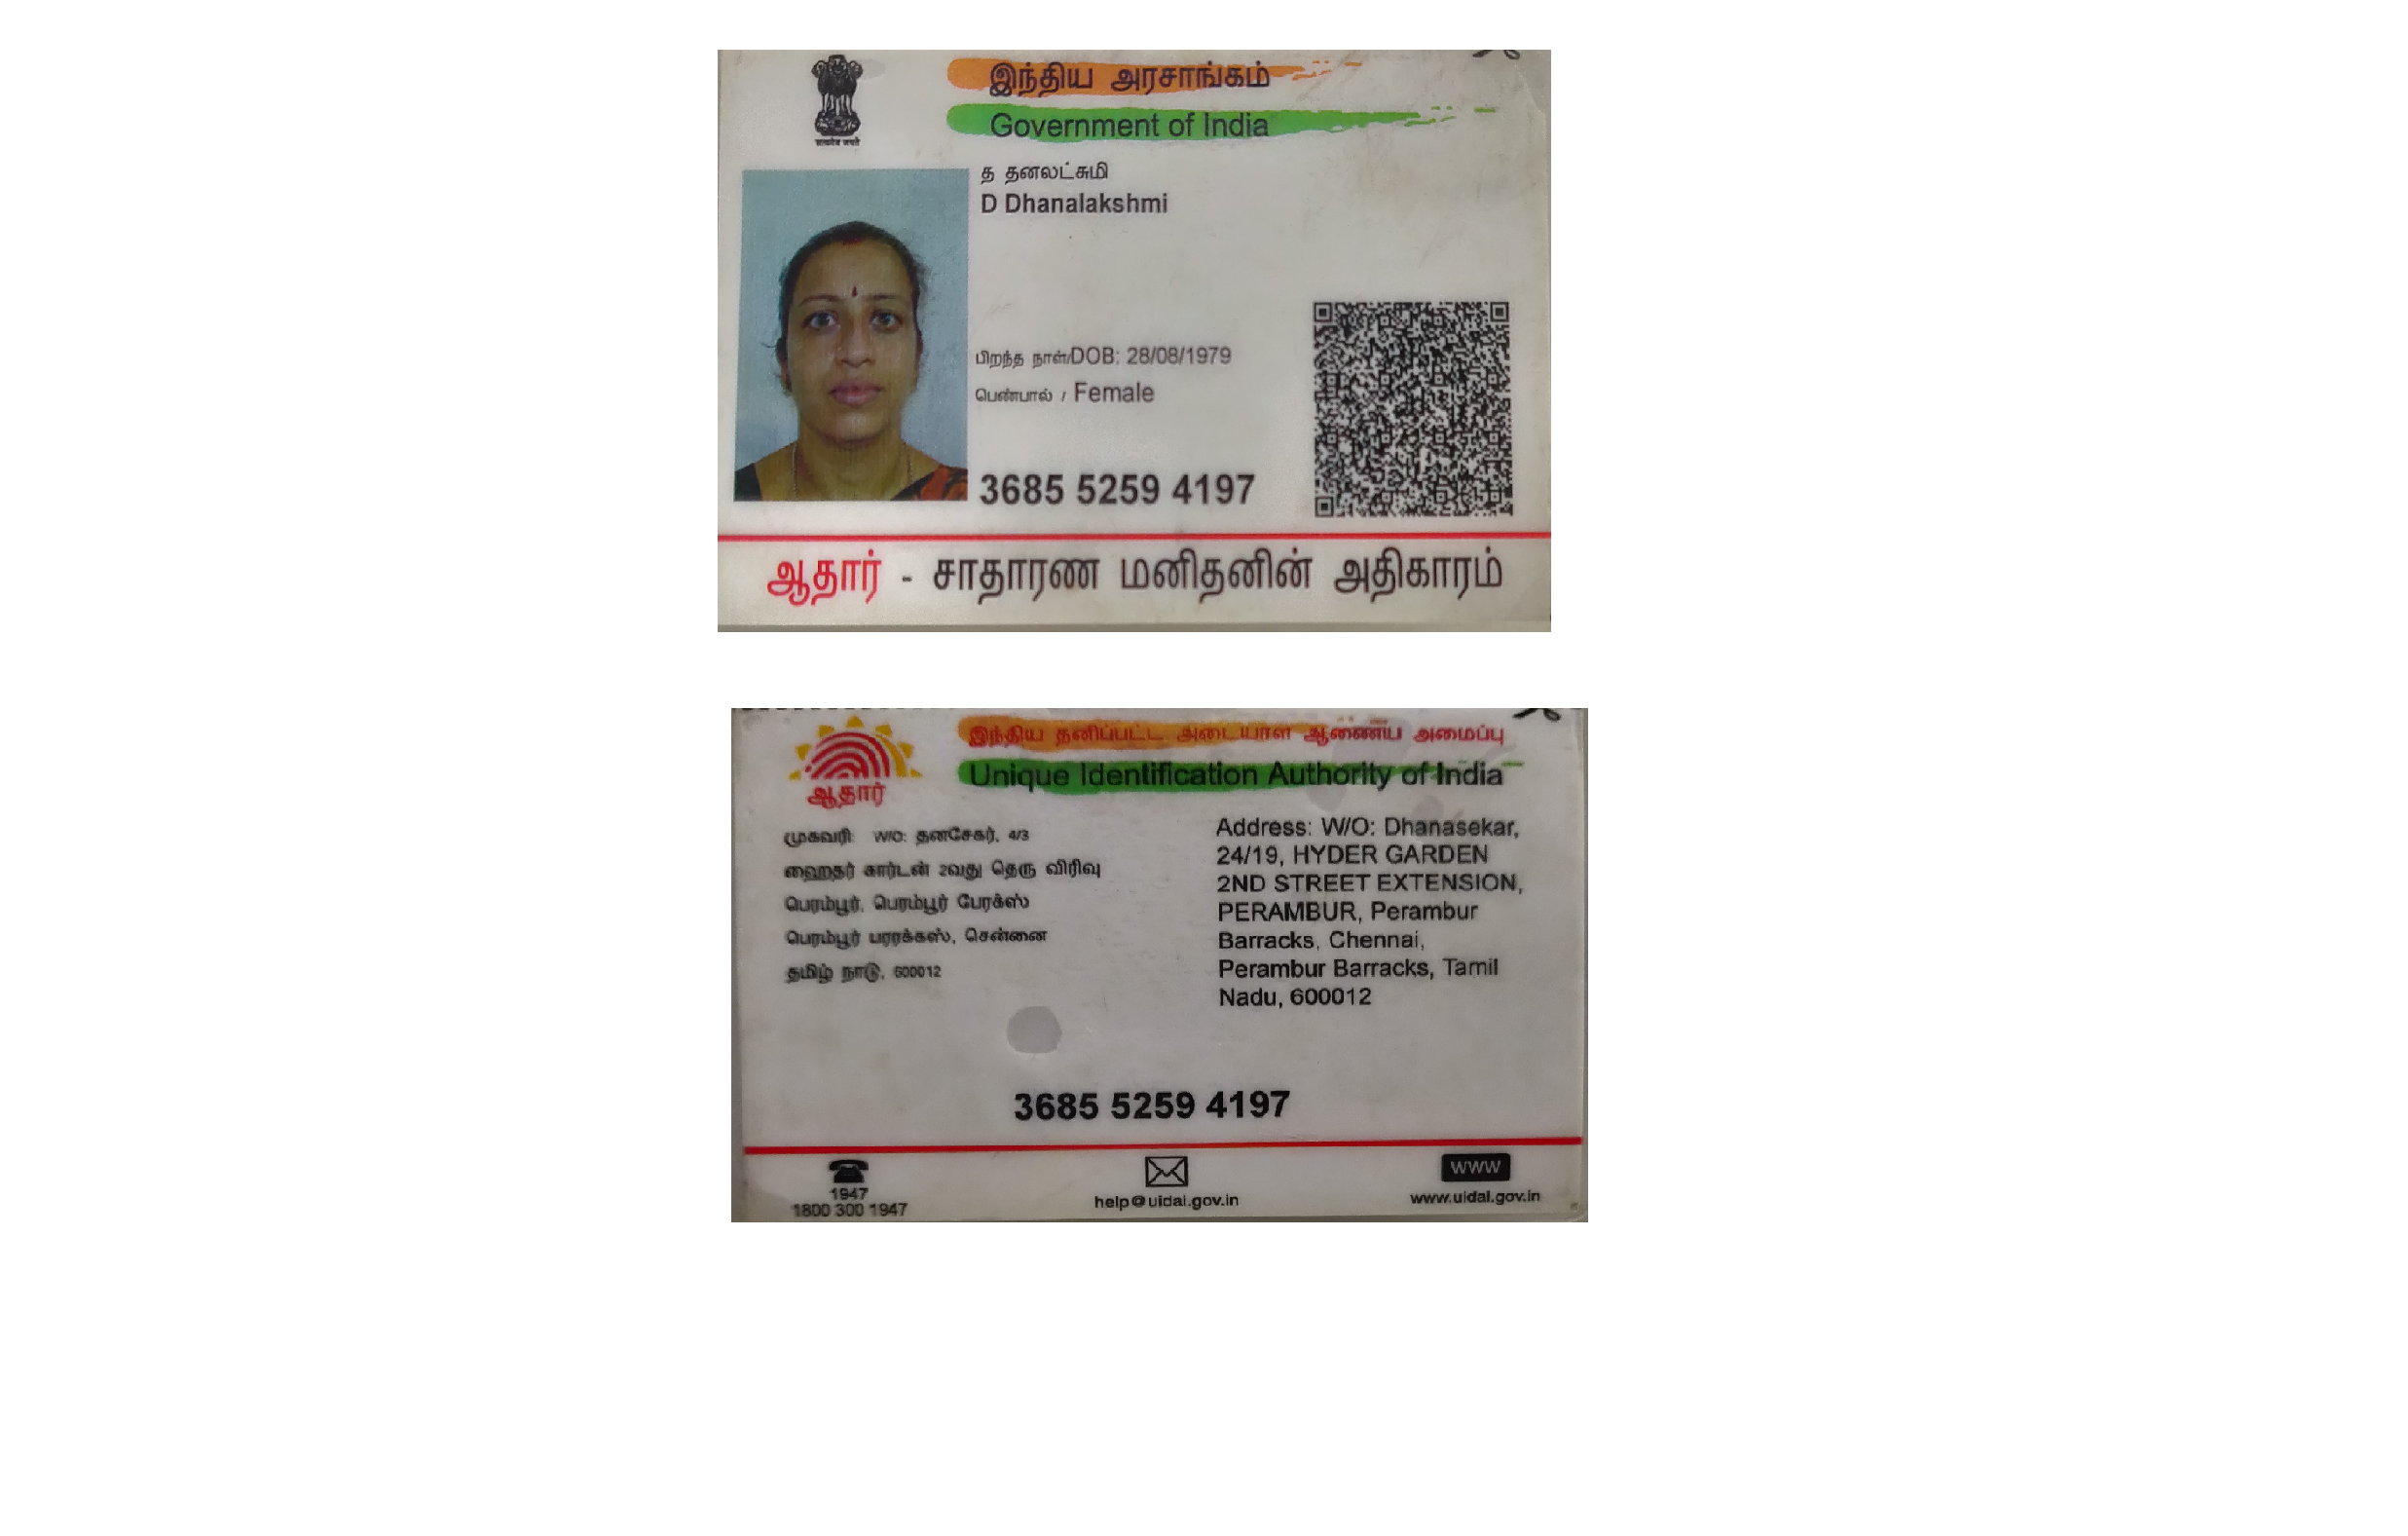 இந்திய அரசாங்கம்
Government of India
सत्यमेव जयते
த தனலட்சுமி
D Dhanalakshmi
பிறந்த நாள்/DOB: 28/08/1979
பெண்பால் / Female
3685 5259 4197
ஆதார் - சாதாரண மனிதனின் அதிகாரம்
இந்திய தனிப்பட்ட அடையாள ஆணைய அமைப்பு
Unique Identification Authority of India
ஆதார்
முகவரி: W/O: தனசேகர், 4/3
ஹைதர் கார்டன் 2வது தெரு விரிவு
பெரம்பூர், பெரம்பூர் பேரக்ஸ்
பெரம்பூர் பரரக்கஸ், சென்னை
தமிழ் நாடு, 600012
Address: W/O: Dhanasekar,
24/19, HYDER GARDEN
2ND STREET EXTENSION,
PERAMBUR, Perambur
Barracks, Chennai,
Perambur Barracks, Tamil
Nadu, 600012
3685 5259 4197
1947
1800 300 1947
help@uidai.gov.in
WWW
www.uidai.gov.in